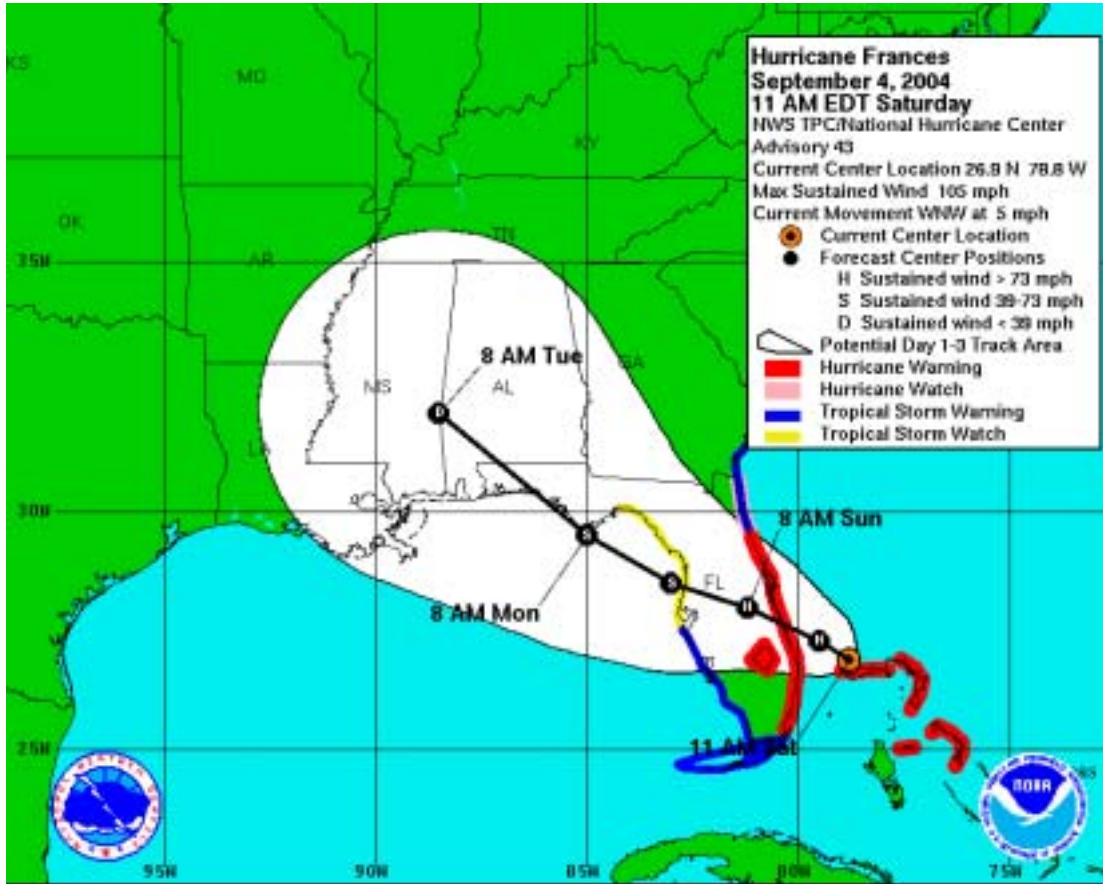 Hurricane Frances
September 4, 2004
11 AM EDT Saturday
NWS TPC/National Hurricane Center
Advisory 43
Current Center Location 26.9 N 78.8 W
Max Sustained Wind 105 mph
Current Movement WNW at 5 mph
Current Center Location
Forecast Center Positions
H Sustained wind > 73 mph
S Sustained wind 39-73 mph
D Sustained wind < 39 mph
Potential Day 1-3 Track Area
Hurricane Warning
Hurricane Watch
Tropical Storm Warning
Tropical Storm Watch
KS
MO
KY
OK
TN
AR
35N
GA
8 AM Tue
MS
AL
D
LA
30N
8 AM Sun
S
S
FL
H
8 AM Mon
H
11 AM Sat
25N
NOAA
95W
90W
85W
80W
75W